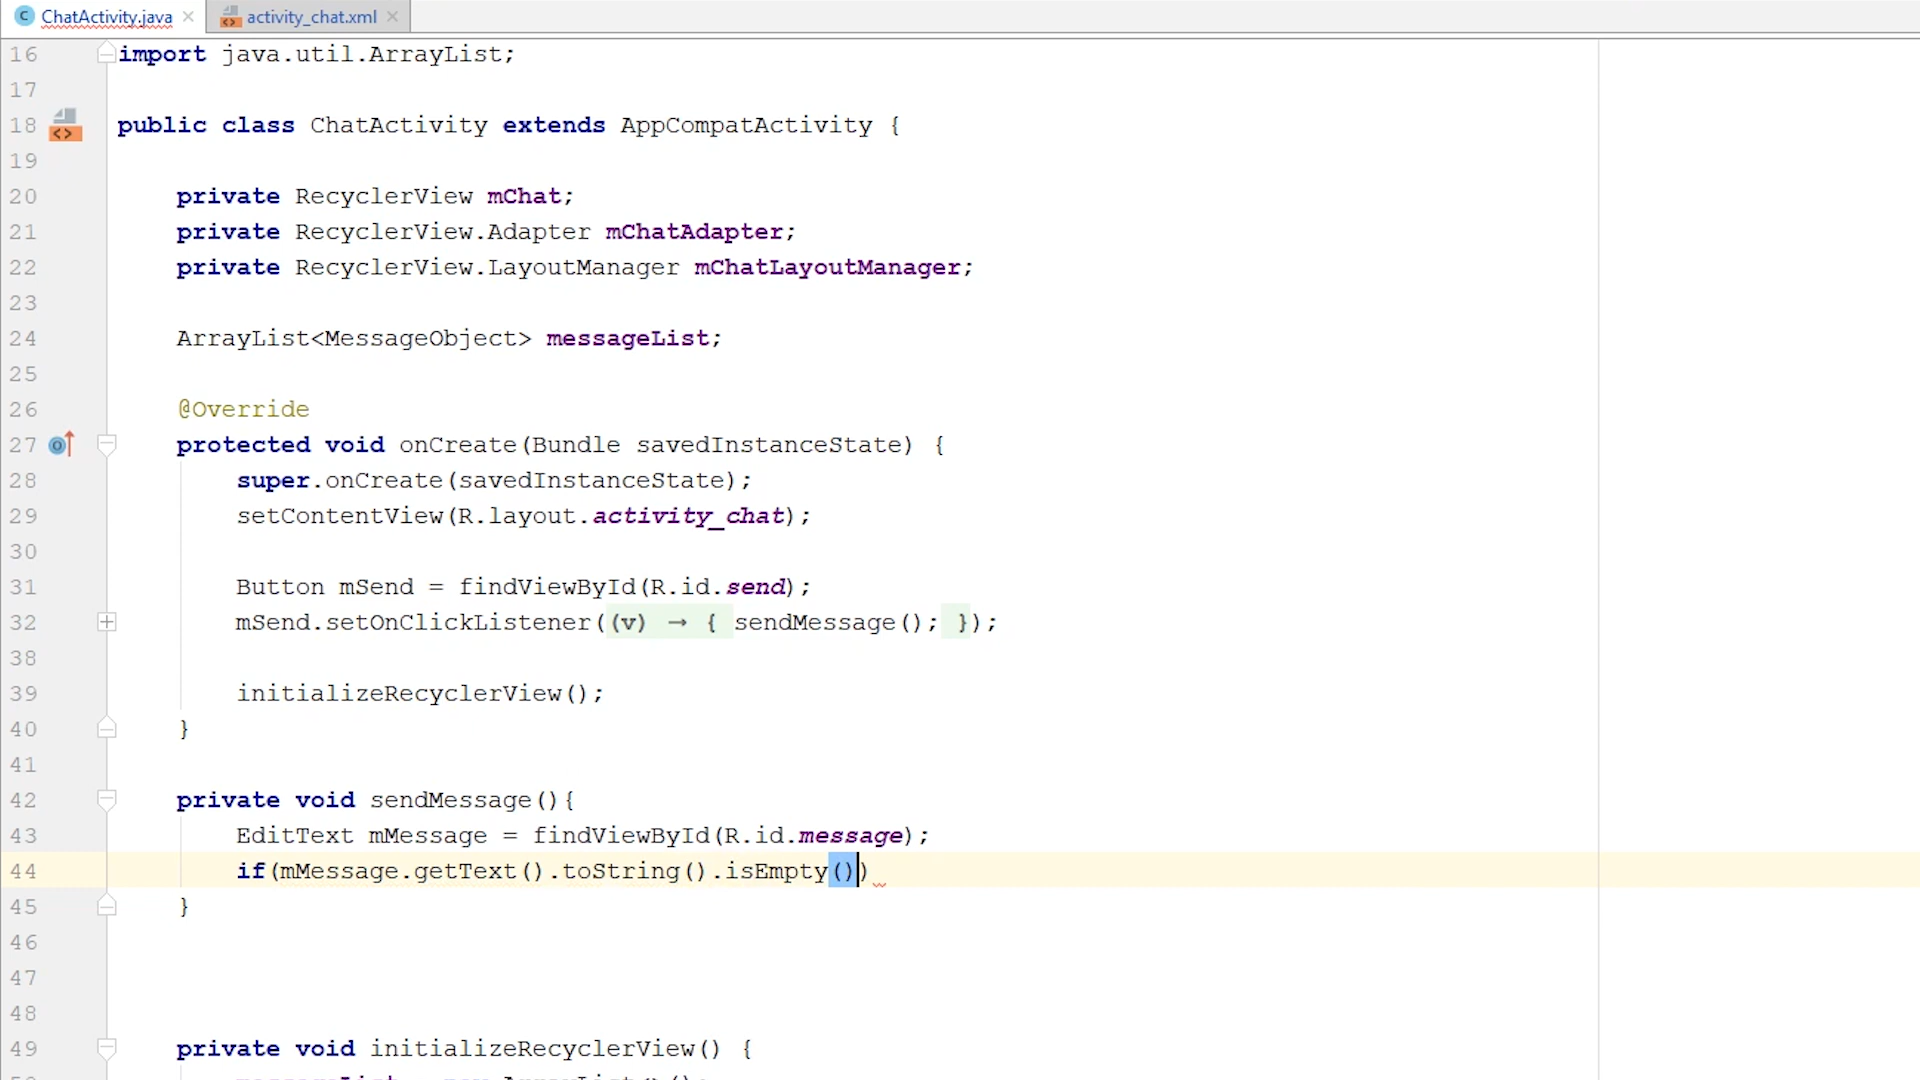 ChatActivity.java activity_chat.xml
16 import java.util.ArrayList;
17
18 public class ChatActivity extends AppCompatActivity {
19
20 private RecyclerView mChat;
21 private RecyclerView.Adapter mChatAdapter;
22 private RecyclerView.LayoutManager mChatLayoutManager;
23
24 ArrayList<MessageObject> messageList;
25
26 @Override
27 protected void onCreate(Bundle savedInstanceState) {
28 super.onCreate(savedInstanceState);
29 setContentView(R.layout.activity_chat);
30
31 Button mSend = findViewById(R.id.send);
32 mSend.setOnClickListener((v) → { sendMessage(); });
38
39 initializeRecyclerView();
40 }
41
42 private void sendMessage(){
43 EditText mMessage = findViewById(R.id.message);
44 if(mMessage.getText().toString().isEmpty())
45 }
46
47
48
49 private void initializeRecyclerView() {